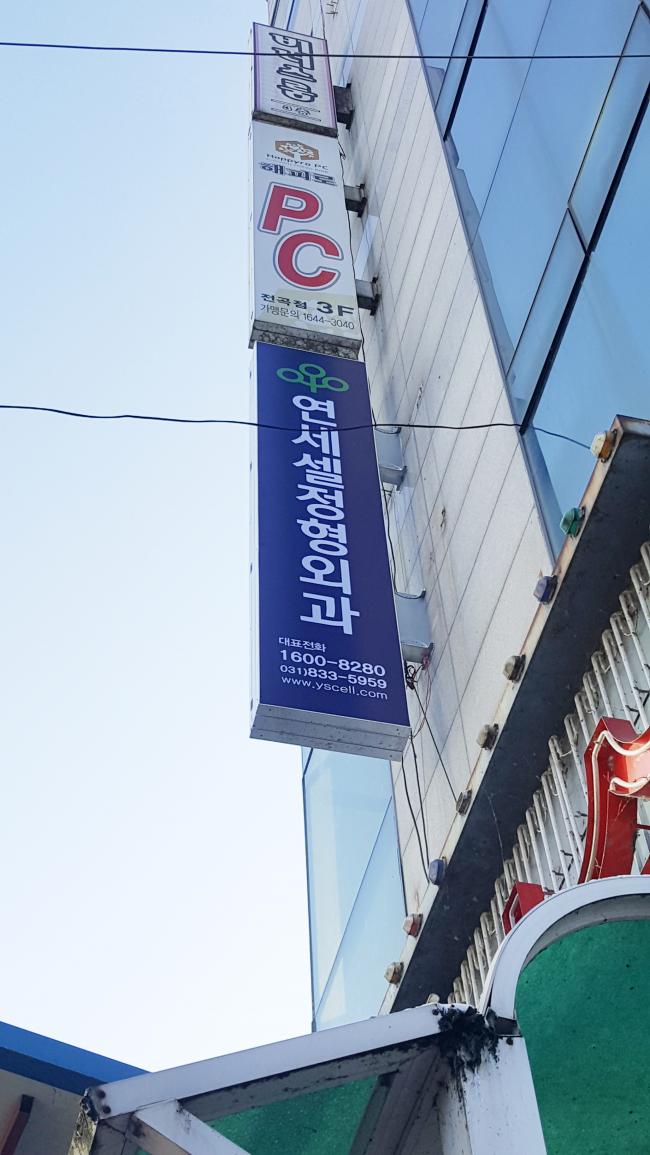 Happyro PC
해피로
PC
전곡점 3F
가맹문의 1644-3040
연세셀정형외과
대표전화
1600-8280
031)833-5959
www.yscell.com